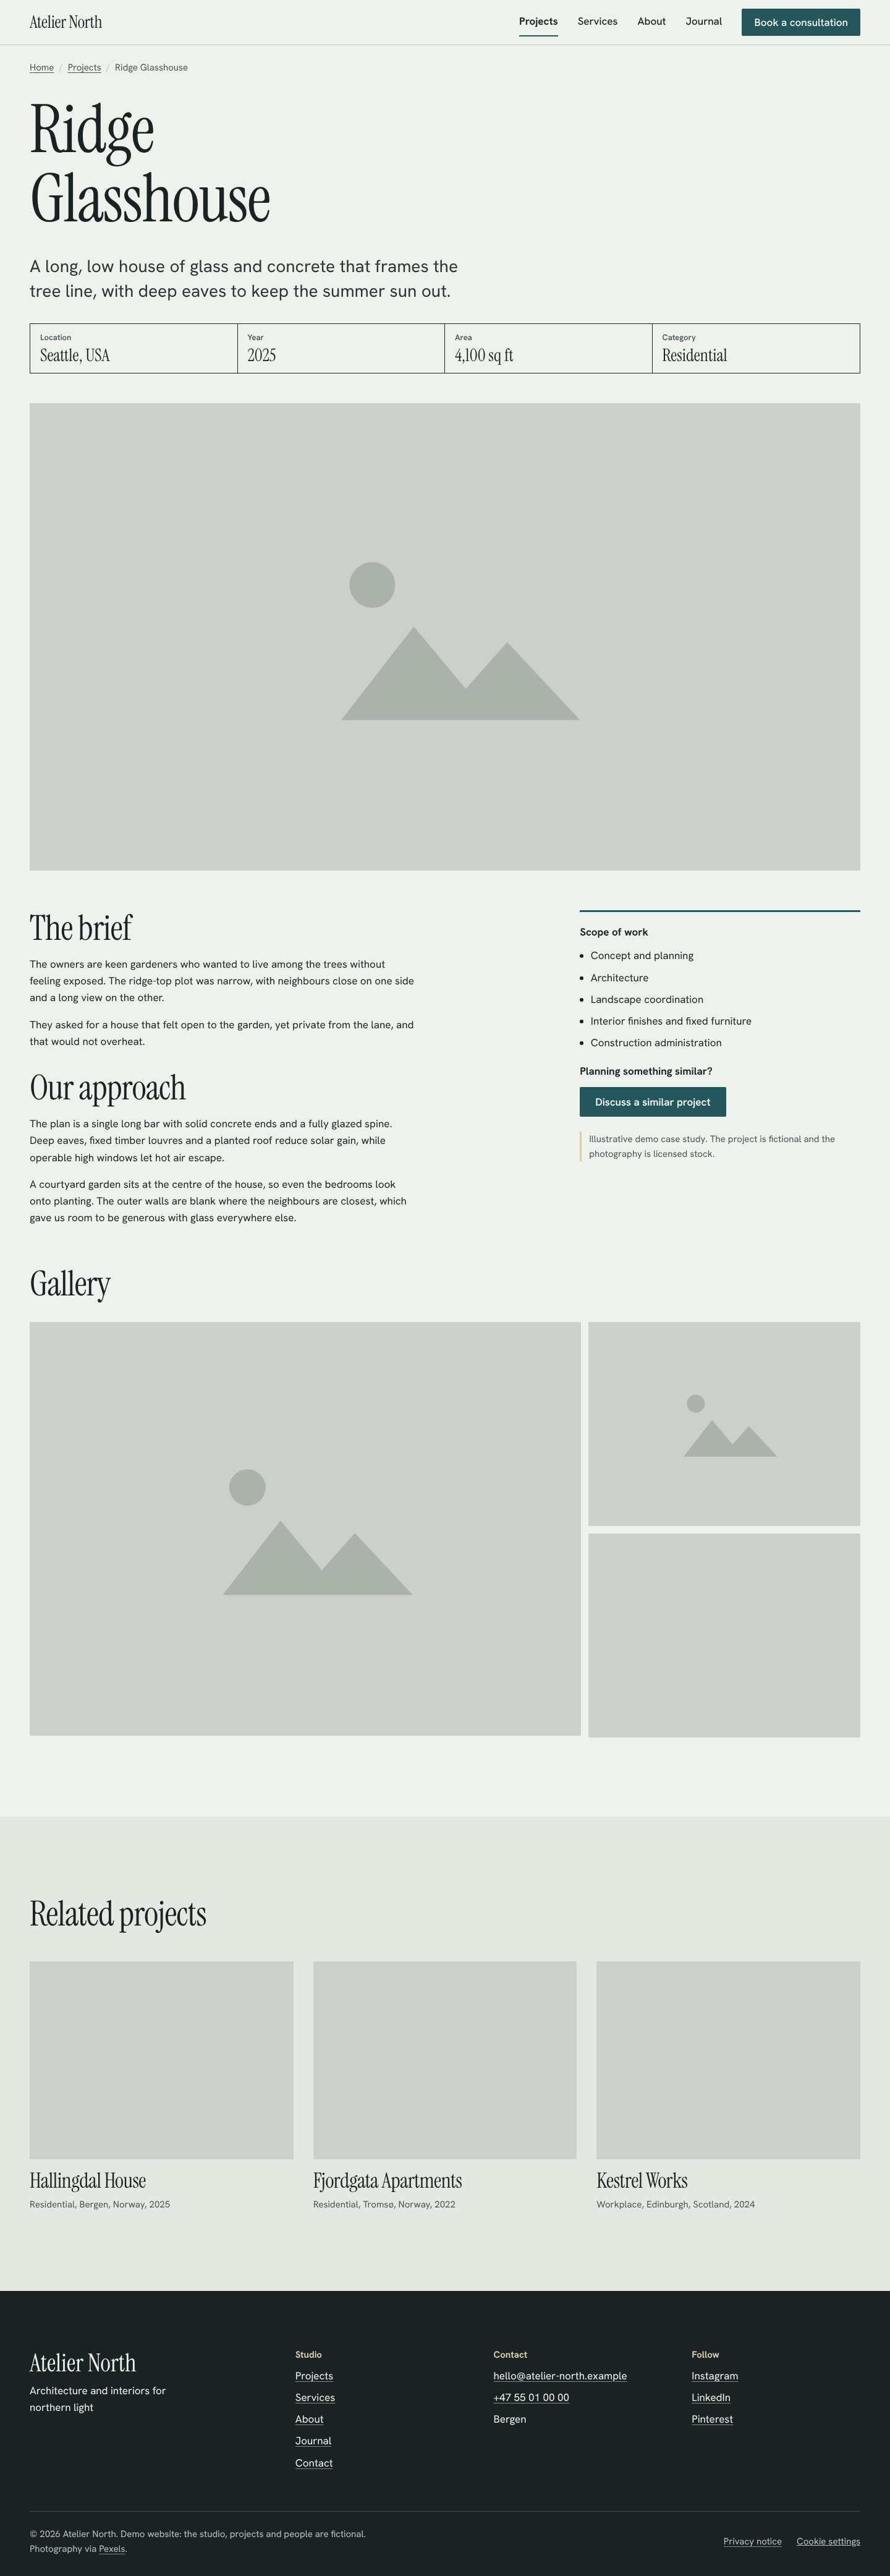 Atelier North
Projects
Services
About
Journal
Book a consultation
Home / Projects / Ridge Glasshouse
Ridge
Glasshouse
A long, low house of glass and concrete that frames the
tree line, with deep eaves to keep the summer sun out.
Location
Seattle, USA
Year
2025
Area
4,100 sq ft
Category
Residential
The brief
The owners are keen gardeners who wanted to live among the trees without
feeling exposed. The ridge-top plot was narrow, with neighbours close on one side
and a long view on the other.
They asked for a house that felt open to the garden, yet private from the lane, and
that would not overheat.
Our approach
The plan is a single long bar with solid concrete ends and a fully glazed spine.
Deep eaves, fixed timber louvres and a planted roof reduce solar gain, while
operable high windows let hot air escape.
A courtyard garden sits at the centre of the house, so even the bedrooms look
onto planting. The outer walls are blank where the neighbours are closest, which
gave us room to be generous with glass everywhere else.
Scope of work
Concept and planning
Architecture
Landscape coordination
Interior finishes and fixed furniture
Construction administration
Planning something similar?
Discuss a similar project
Illustrative demo case study. The project is fictional and the
photography is licensed stock.
Gallery
Related projects
Hallingdal House
Residential, Bergen, Norway, 2025
Fjordgata Apartments
Residential, Tromsø, Norway, 2022
Kestrel Works
Workplace, Edinburgh, Scotland, 2024
Atelier North
Architecture and interiors for
northern light
Studio
Projects
Services
About
Journal
Contact
Contact
hello@atelier-north.example
+47 55 01 00 00
Bergen
Follow
Instagram
LinkedIn
Pinterest
© 2026 Atelier North. Demo website: the studio, projects and people are fictional.
Photography via Pexels.
Privacy notice
Cookie settings